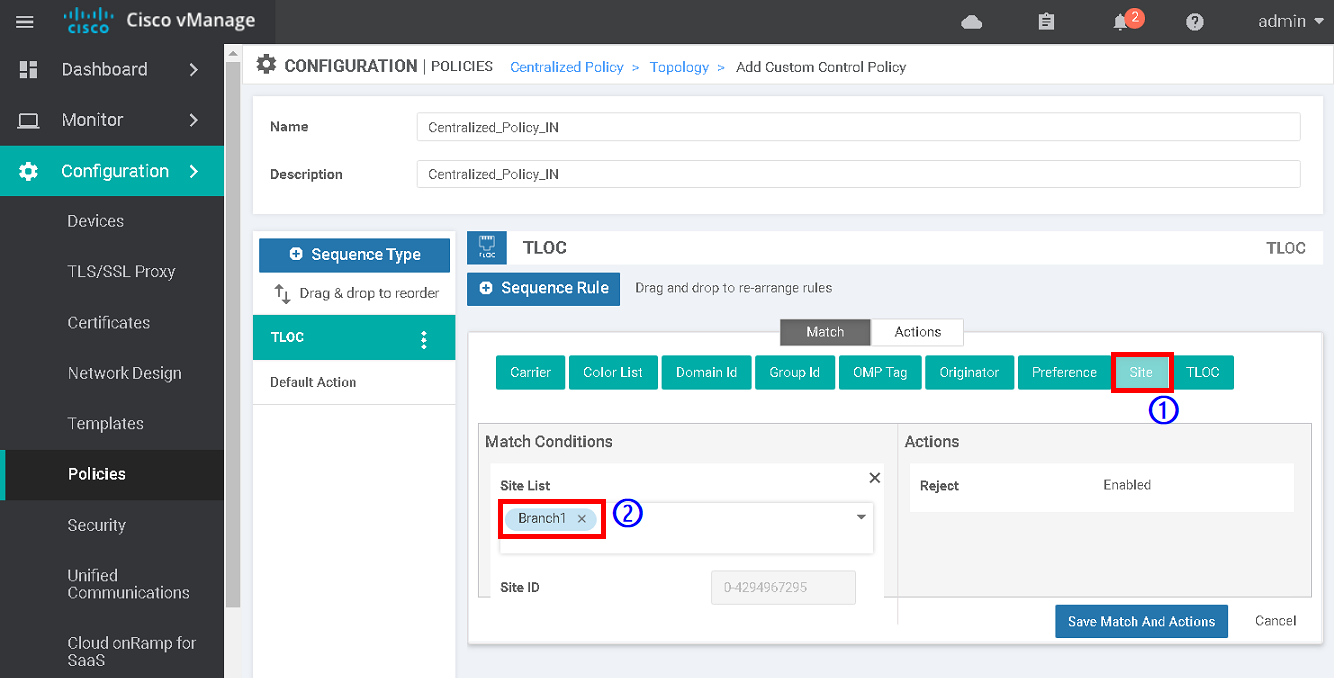 cisco
Cisco vManage
2
admin
Dashboard
Monitor
Configuration
Devices
TLS/SSL Proxy
Certificates
Network Design
Templates
Policies
Security
Unified
Communications
Cloud onRamp for
SaaS
CONFIGURATION | POLICIES Centralized Policy > Topology > Add Custom Control Policy
Name Centralized_Policy_IN
Description Centralized_Policy_IN
Sequence Type
Drag & drop to reorder
TLOC
Default Action
TLOC
TLOC
TLOC
Sequence Rule Drag and drop to re-arrange rules
Match Actions
Carrier Color List Domain Id Group Id OMP Tag Originator Preference Site TLOC
①
Match Conditions
Site List
Branch1 ②
Site ID 0-4294967295
Actions
Reject Enabled
Save Match And Actions Cancel